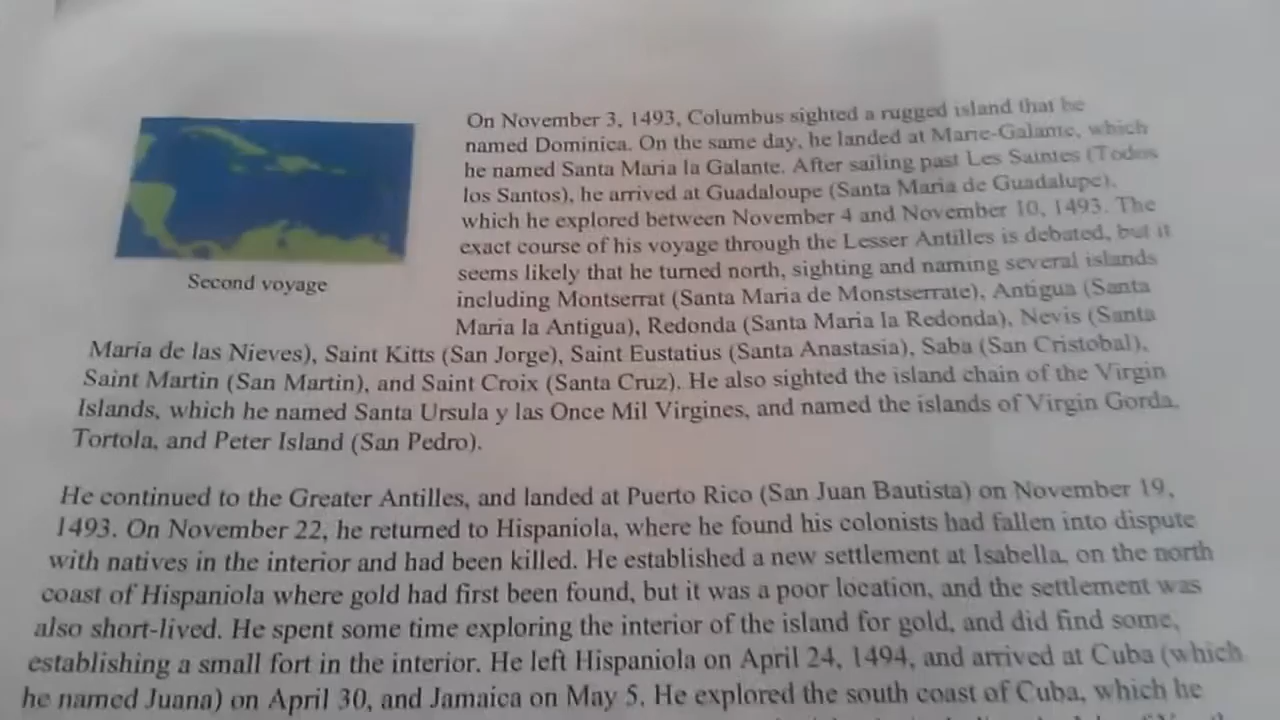 On November 3, 1493, Columbus sighted a rugged island that he
named Dominica. On the same day, he landed at Marie-Galante, which
he named Santa Maria la Galante. After sailing past Les Saintes (Todos
los Santos), he arrived at Guadaloupe (Santa Maria de Guadalupe),
which he explored between November 4 and November 10, 1493. The
exact course of his voyage through the Lesser Antilles is debated, but it
seems likely that he turned north, sighting and naming several islands
including Montserrat (Santa Maria de Monstserrate), Antigua (Santa
Maria la Antigua), Redonda (Santa Maria la Redonda), Nevis (Santa
María de las Nieves), Saint Kitts (San Jorge), Saint Eustatius (Santa Anastasia), Saba (San Cristobal),
Saint Martin (San Martin), and Saint Croix (Santa Cruz). He also sighted the island chain of the Virgin
Islands, which he named Santa Ursula y las Once Mil Virgines, and named the islands of Virgin Gorda,
Tortola, and Peter Island (San Pedro).
Second voyage
He continued to the Greater Antilles, and landed at Puerto Rico (San Juan Bautista) on November 19,
1493. On November 22, he returned to Hispaniola, where he found his colonists had fallen into dispute
with natives in the interior and had been killed. He established a new settlement at Isabella, on the north
coast of Hispaniola where gold had first been found, but it was a poor location, and the settlement was
also short-lived. He spent some time exploring the interior of the island for gold, and did find some,
establishing a small fort in the interior. He left Hispaniola on April 24, 1494, and arrived at Cuba (which
he named Juana) on April 30, and Jamaica on May 5. He explored the south coast of Cuba, which he